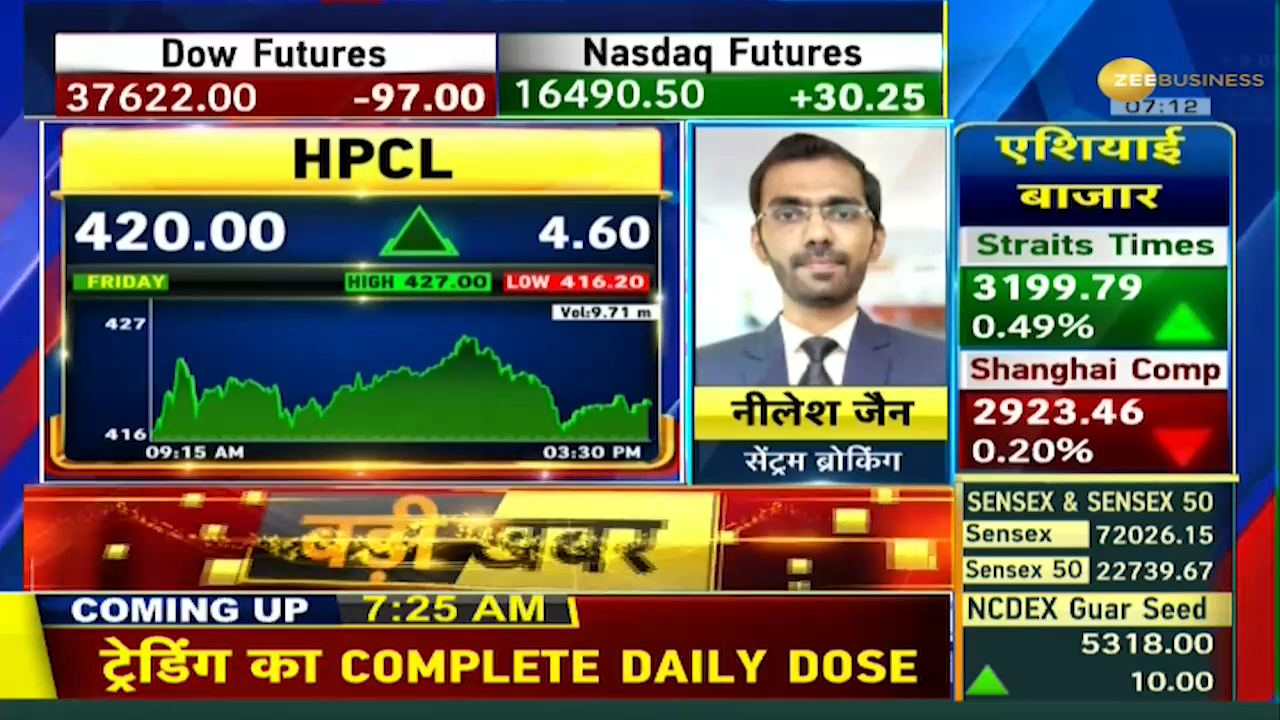 Dow Futures
37622.00 -97.00
Nasdaq Futures
16490.50 +30.25
ZEEBUSINESS
07:12
HPCL
420.00 4.60
FRIDAY HIGH 427.00 LOW 416.20
Vol:9.71 m
427
416
09:15 AM 03:30 PM
नीलेश जैन
सेंट्रम ब्रोकिंग
एशियाई
बाजार
Straits Times
3199.79
0.49%
Shanghai Comp
2923.46
0.20%
SENSEX & SENSEX 50
Sensex 72026.15
Sensex 50 22739.67
NCDEX Guar Seed
5318.00
10.00
बड़ी खबर
COMING UP 7:25 AM
ट्रेडिंग का COMPLETE DAILY DOSE